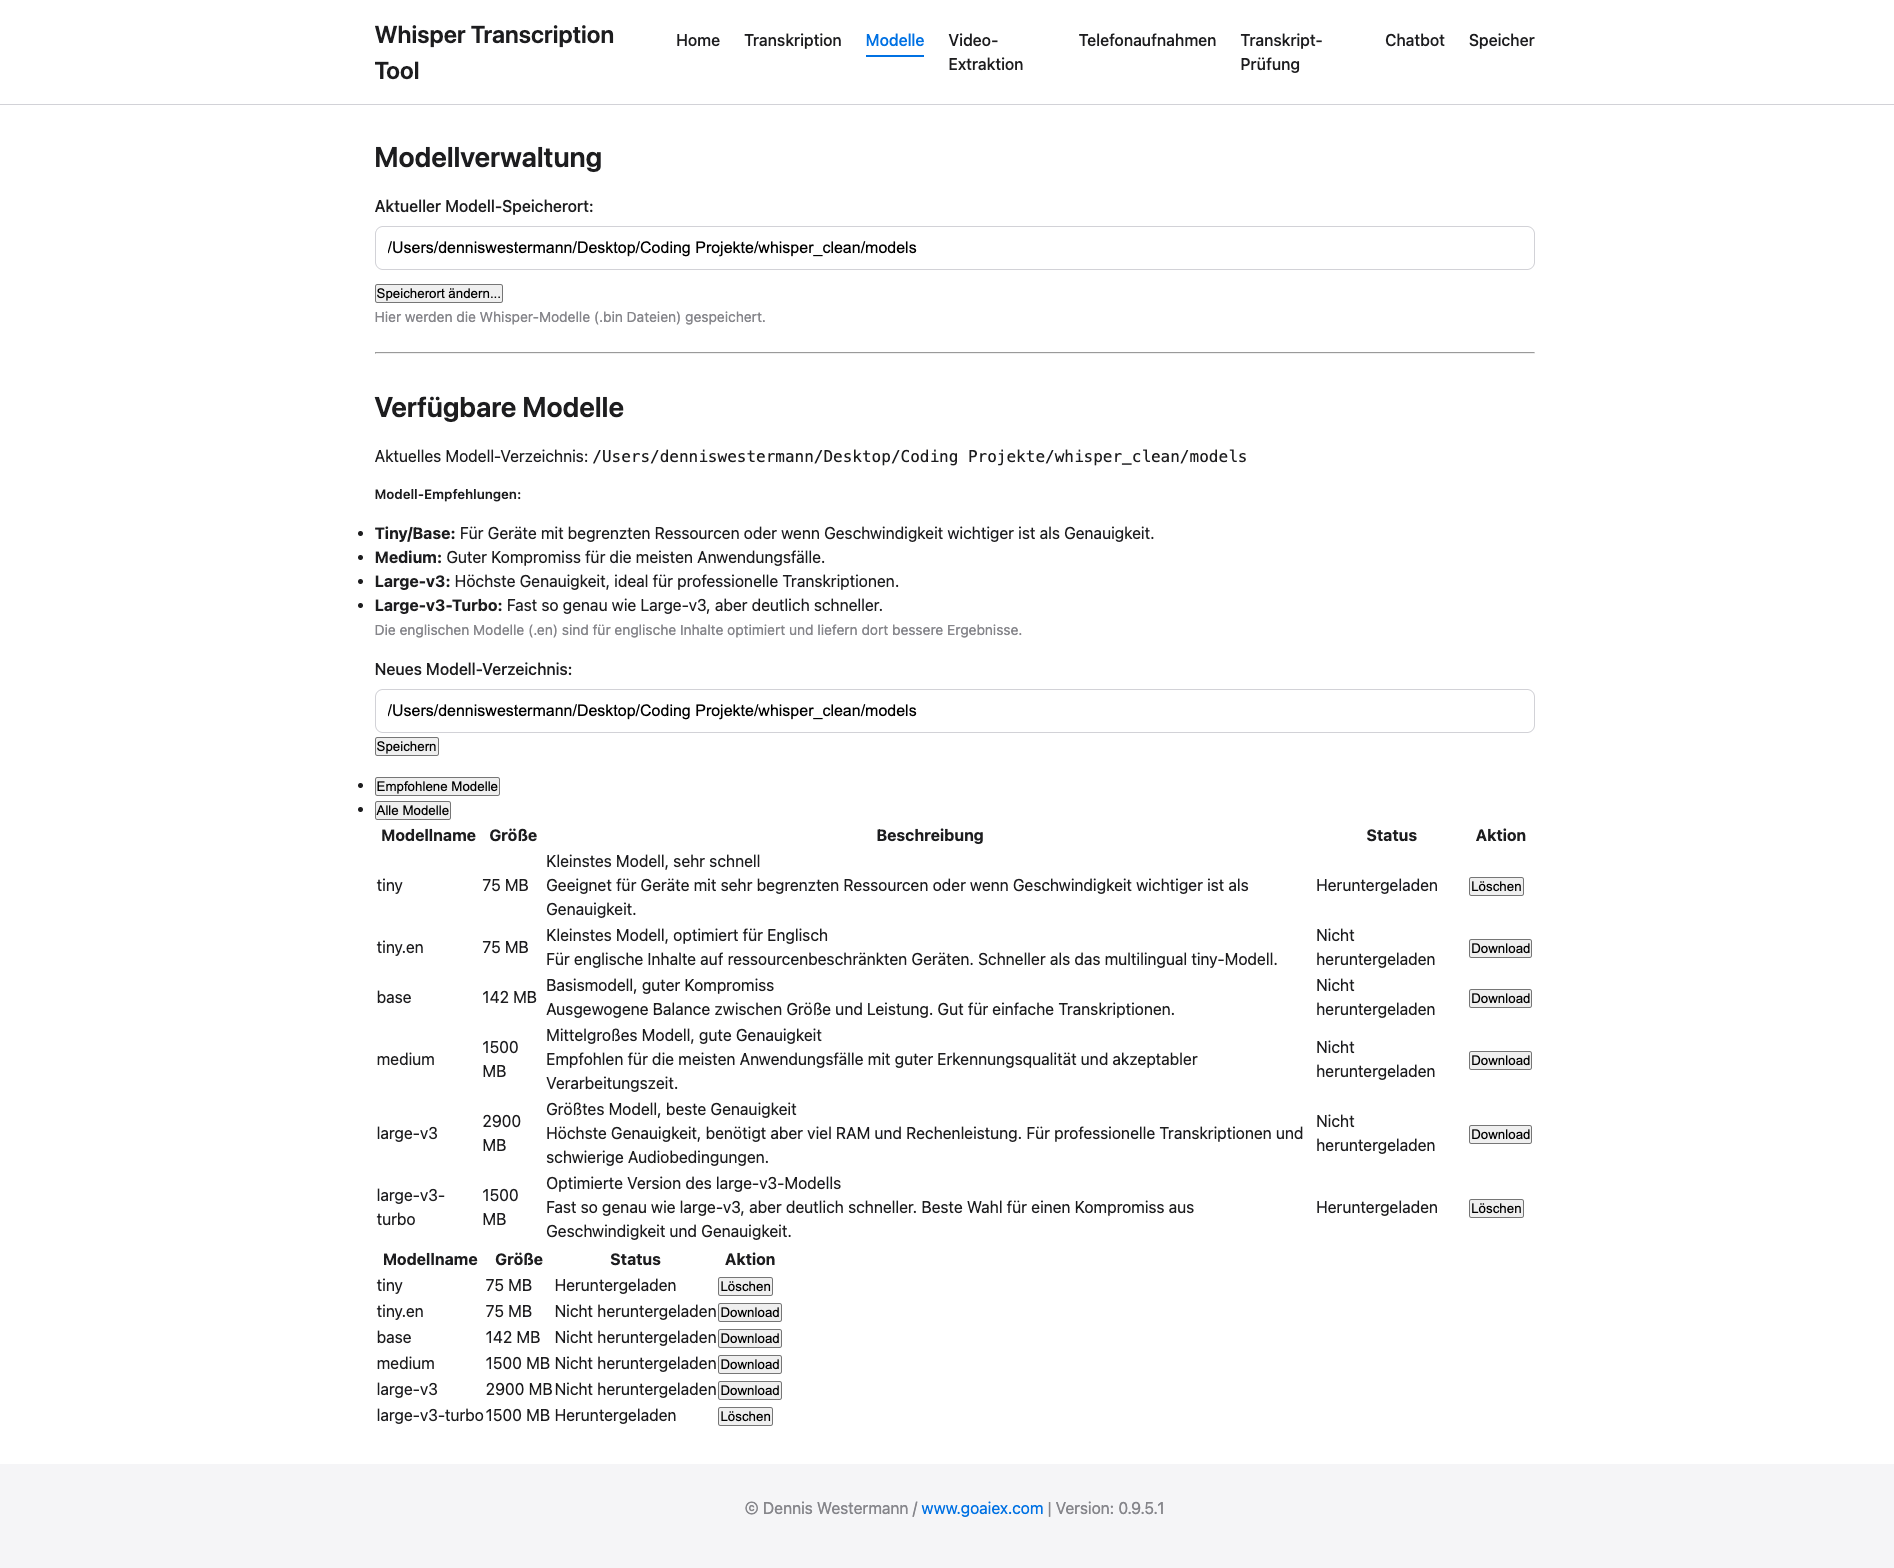 Whisper Transcription
Tool
Home
Transkription
Modelle
Video-
Extraktion
Telefonaufnahmen
Transkript-
Prüfung
Chatbot
Speicher
Modellverwaltung
Aktueller Modell-Speicherort:
/Users/denniswestermann/Desktop/Coding Projekte/whisper_clean/models
Speicherort ändern...
Hier werden die Whisper-Modelle (.bin Dateien) gespeichert.
Verfügbare Modelle
Aktuelles Modell-Verzeichnis: /Users/denniswestermann/Desktop/Coding Projekte/whisper_clean/models
Modell-Empfehlungen:
• Tiny/Base: Für Geräte mit begrenzten Ressourcen oder wenn Geschwindigkeit wichtiger ist als Genauigkeit.
• Medium: Guter Kompromiss für die meisten Anwendungsfälle.
• Large-v3: Höchste Genauigkeit, ideal für professionelle Transkriptionen.
• Large-v3-Turbo: Fast so genau wie Large-v3, aber deutlich schneller.
Die englischen Modelle (.en) sind für englische Inhalte optimiert und liefern dort bessere Ergebnisse.
Neues Modell-Verzeichnis:
/Users/denniswestermann/Desktop/Coding Projekte/whisper_clean/models
Speichern
• Empfohlene Modelle
• Alle Modelle
Modellname Größe Beschreibung Status Aktion
tiny
75 MB
Kleinstes Modell, sehr schnell
Geeignet für Geräte mit sehr begrenzten Ressourcen oder wenn Geschwindigkeit wichtiger ist als
Genauigkeit.
Heruntergeladen
Löschen
tiny.en
75 MB
Kleinstes Modell, optimiert für Englisch
Für englische Inhalte auf ressourcenbeschränkten Geräten. Schneller als das multilingual tiny-Modell.
Nicht
heruntergeladen
Download
base
142 MB
Basismodell, guter Kompromiss
Ausgewogene Balance zwischen Größe und Leistung. Gut für einfache Transkriptionen.
Nicht
heruntergeladen
Download
medium
1500
MB
Mittelgroßes Modell, gute Genauigkeit
Empfohlen für die meisten Anwendungsfälle mit guter Erkennungsqualität und akzeptabler
Verarbeitungszeit.
Nicht
heruntergeladen
Download
large-v3
2900
MB
Größtes Modell, beste Genauigkeit
Höchste Genauigkeit, benötigt aber viel RAM und Rechenleistung. Für professionelle Transkriptionen und
schwierige Audiobedingungen.
Nicht
heruntergeladen
Download
large-v3-
turbo
1500
MB
Optimierte Version des large-v3-Modells
Fast so genau wie large-v3, aber deutlich schneller. Beste Wahl für einen Kompromiss aus
Geschwindigkeit und Genauigkeit.
Heruntergeladen
Löschen
Modellname Größe Status Aktion
tiny 75 MB Heruntergeladen Löschen
tiny.en 75 MB Nicht heruntergeladen Download
base 142 MB Nicht heruntergeladen Download
medium 1500 MB Nicht heruntergeladen Download
large-v3 2900 MB Nicht heruntergeladen Download
large-v3-turbo 1500 MB Heruntergeladen Löschen
© Dennis Westermann / www.goaiex.com | Version: 0.9.5.1